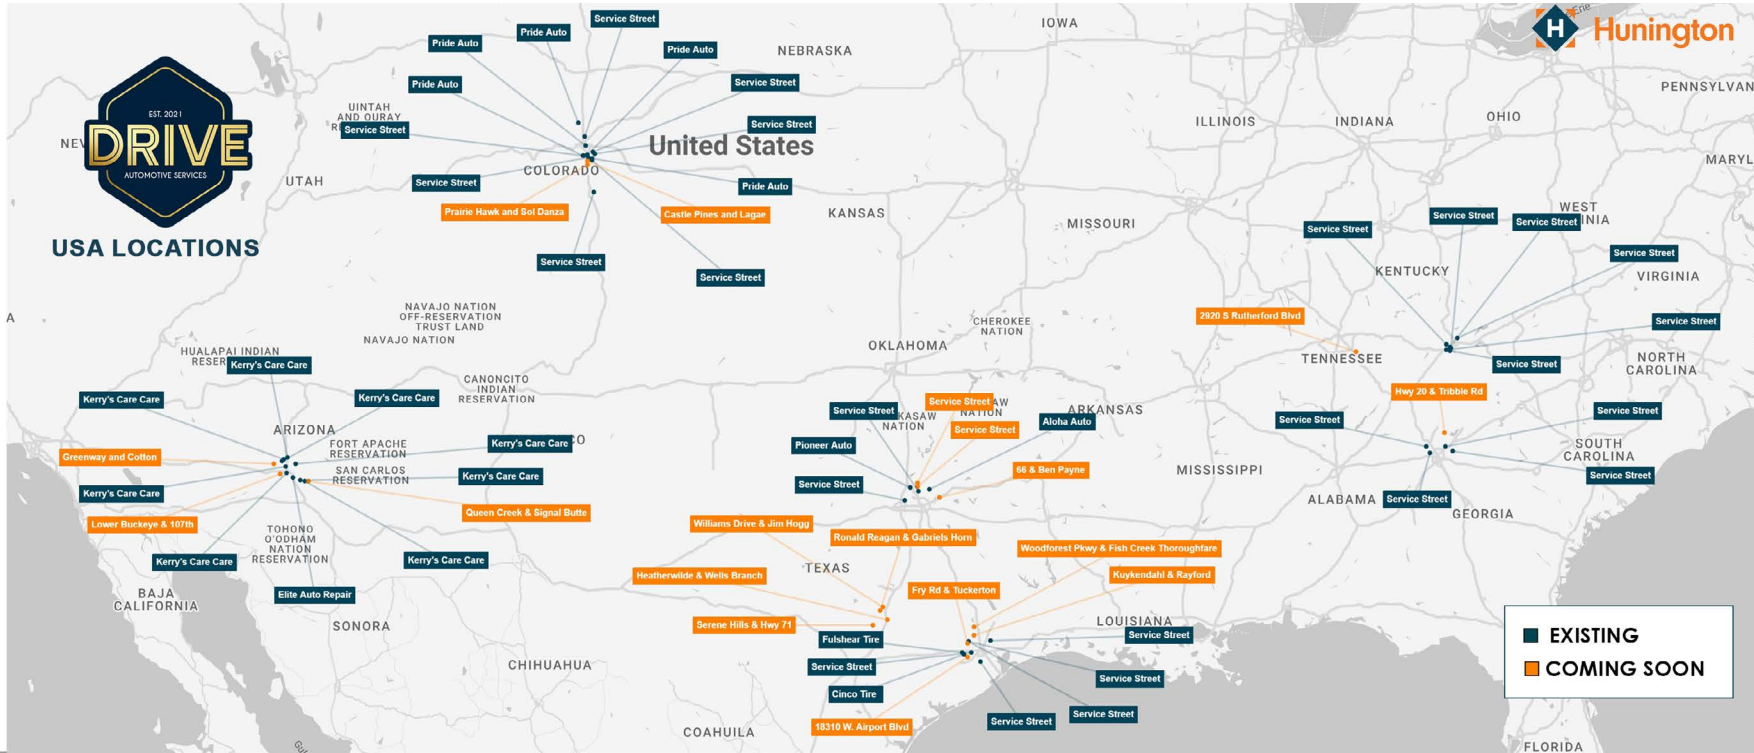 Service Street
Erie
IOWA
H Hunington
Pride Auto
Pride Auto
Pride Auto
NEBRASKA
Pride Auto
Service Street
PENNSYLVAN
UINTAH
AND OURAY
Service Street
EST. 2021
DRIVE
AUTOMOTIVE SERVICES
USA LOCATIONS
NEV
Service Street
United States
ILLINOIS
INDIANA
OHIO
MARYL
COLORADO
UTAH
Service Street
Pride Auto
Prairie Hawk and Sol Danza
Castle Pines and Lagae
KANSAS
MISSOURI
WEST
INIA
Service Street
Service Street
Service Street
Service Street
Service Street
Service Street
KENTUCKY
VIRGINIA
NAVAJO NATION
OFF-RESERVATION
TRUST LAND
NAVAJO NATION
A
CHEROKEE
NATION
2920 S Rutherford Blvd
Service Street
OKLAHOMA
HUALAPAI INDIAN
RESER
Kerry's Care Care
TENNESSEE
Service Street
NORTH
CAROLINA
CANONCITO
INDIAN
RESERVATION
Kerry's Care Care
Kerry's Care Care
Hwy 20 & Tribble Rd
Service Street
Service Street
KASAW
NATION
AW
NATION
Service Street
Aloha Auto
ARKANSAS
Service Street
Service Street
ARIZONA
FORT APACHE
RESERVATION
Kerry's Care Care
CO
Pioneer Auto
SOUTH
CAROLINA
Greenway and Cotton
SAN CARLOS
RESERVATION
Kerry's Care Care
66 & Ben Payne
MISSISSIPPI
Service Street
Kerry's Care Care
Service Street
ALABAMA
Service Street
GEORGIA
Queen Creek & Signal Butte
Lower Buckeye & 107th
Williams Drive & Jim Hogg
TOHONO
O'ODHAM
NATION
RESERVATION
Ronald Reagan & Gabriels Horn
Woodforest Pkwy & Fish Creek Thoroughfare
Kerry's Care Care
Kerry's Care Care
TEXAS
Heatherwilde & Wells Branch
Kuykendahl & Rayford
Elite Auto Repair
Fry Rd & Tuckerton
BAJA
CALIFORNIA
SONORA
Serene Hills & Hwy 71
LOUISIANA
Fulshear Tire
Service Street
EXISTING
COMING SOON
CHIHUAHUA
Service Street
Service Street
Cinco Tire
Service Street
Service Street
18310 W. Airport Blvd
COAHUILA
FLORIDA